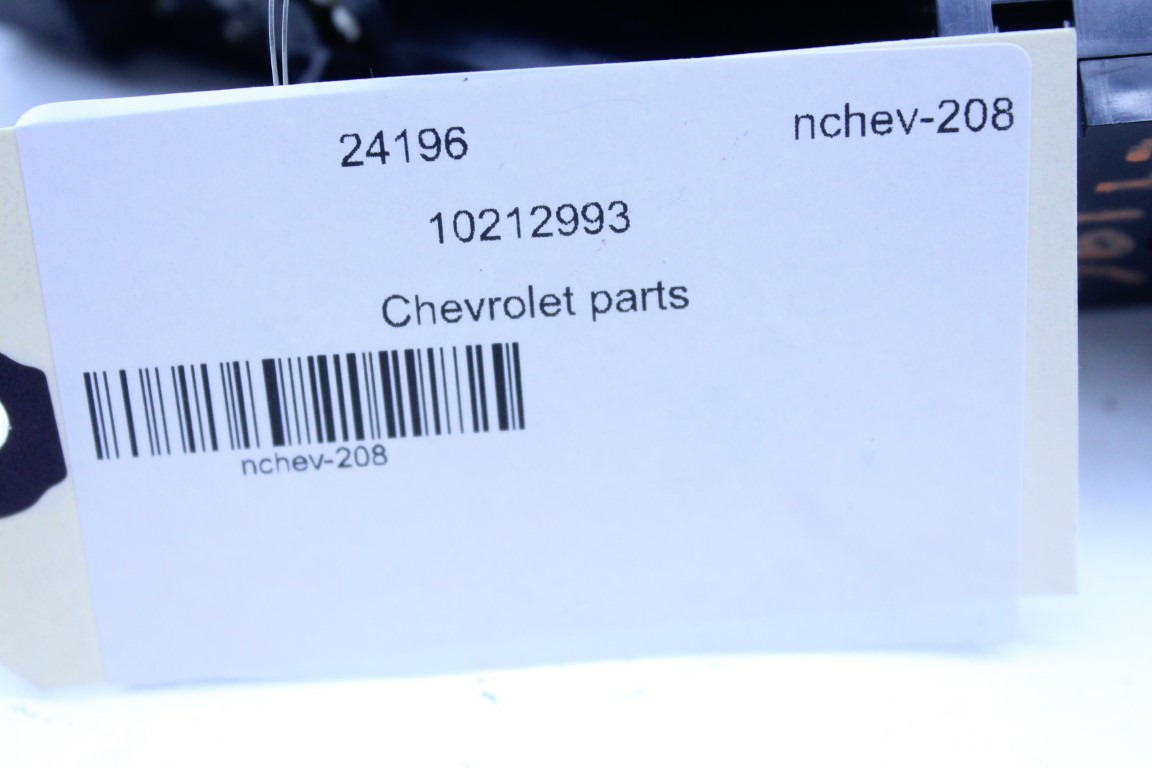 24196 nchev-208
10212993
Chevrolet parts
nchev-208